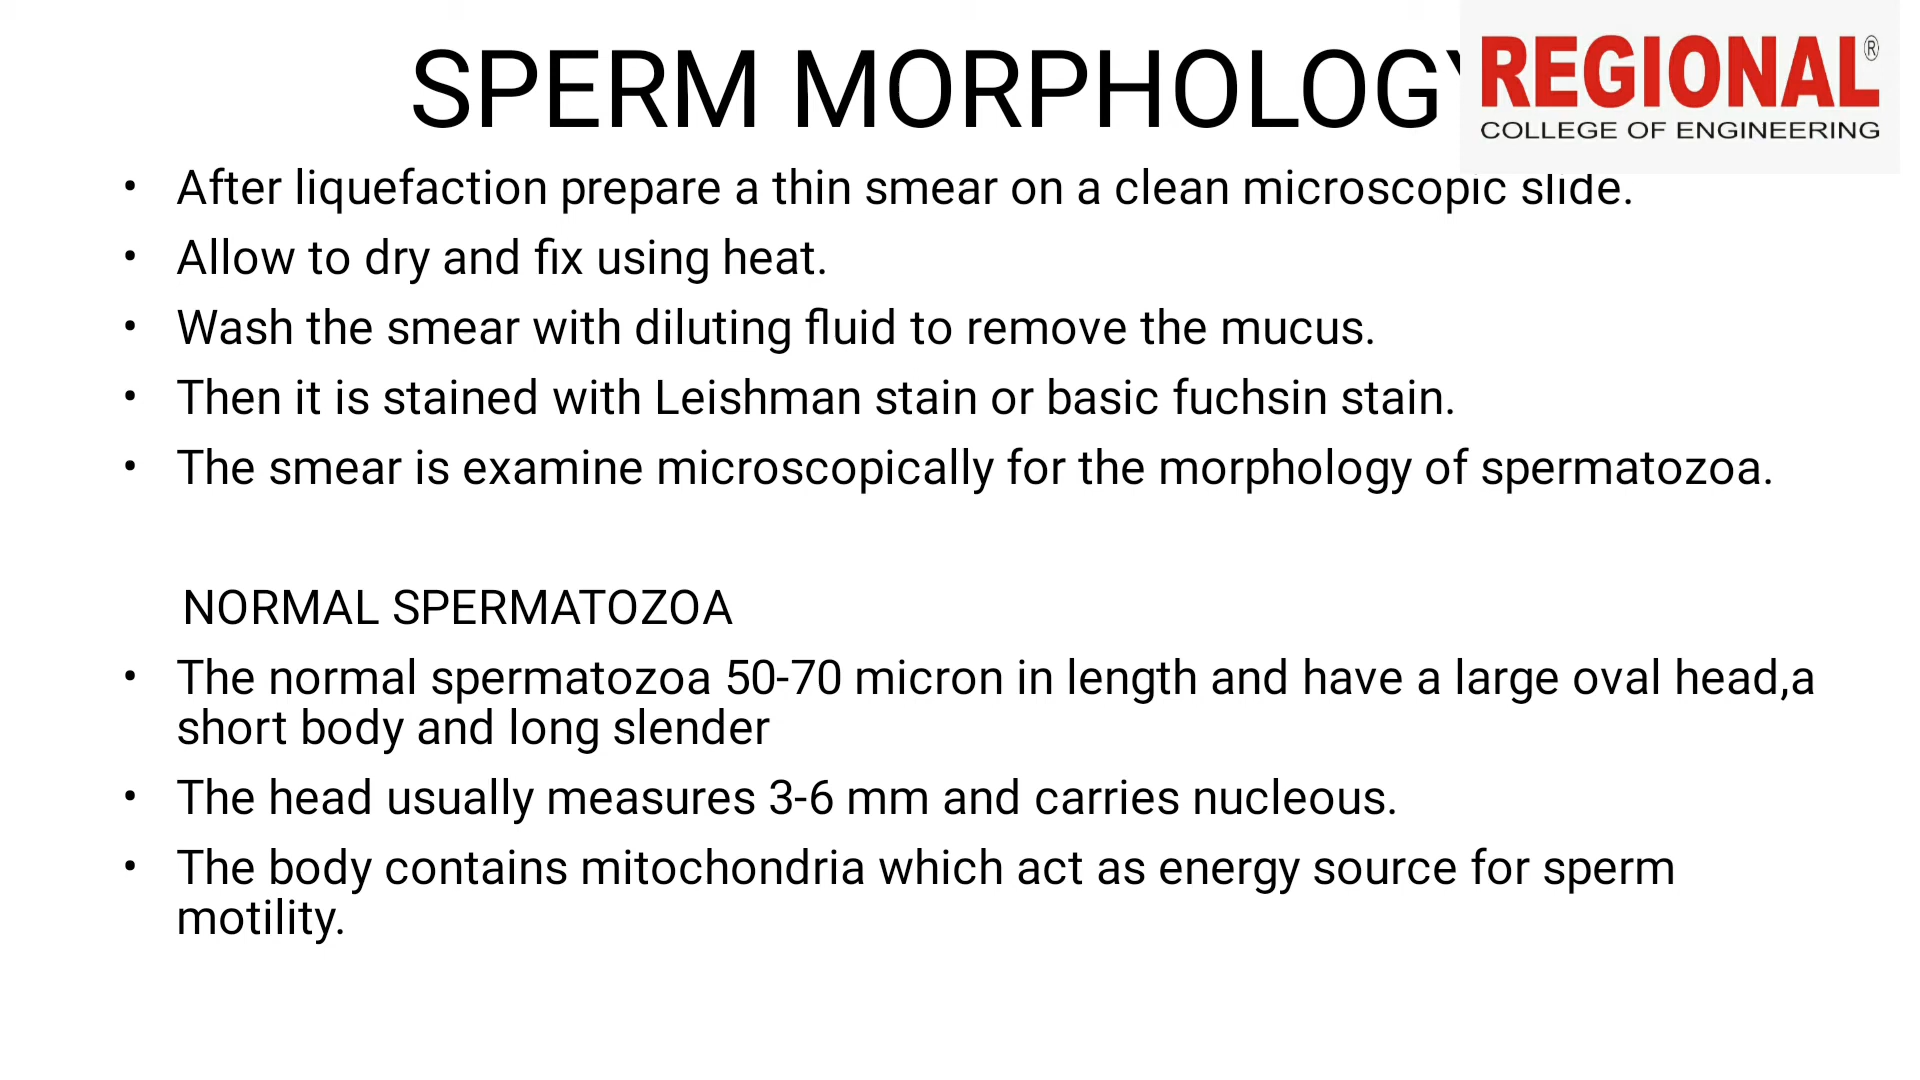 SPERM MORPHOLOGY
REGIONAL®
COLLEGE OF ENGINEERING
• After liquefaction prepare a thin smear on a clean microscopic slide.
• Allow to dry and fix using heat.
• Wash the smear with diluting fluid to remove the mucus.
• Then it is stained with Leishman stain or basic fuchsin stain.
• The smear is examine microscopically for the morphology of spermatozoa.
NORMAL SPERMATOZOA
• The normal spermatozoa 50-70 micron in length and have a large oval head,a
short body and long slender
• The head usually measures 3-6 mm and carries nucleous.
• The body contains mitochondria which act as energy source for sperm
motility.